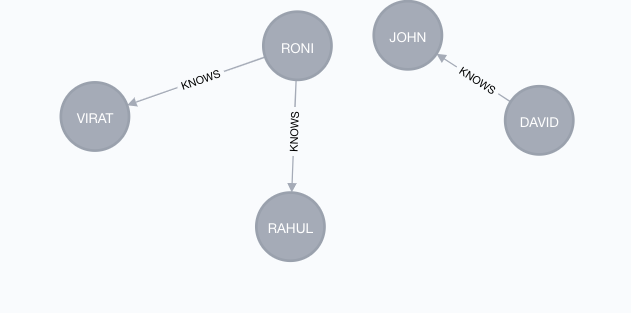 RONI
JOHN
KNOWS
KNOWS
VIRAT
KNOWS
DAVID
RAHUL